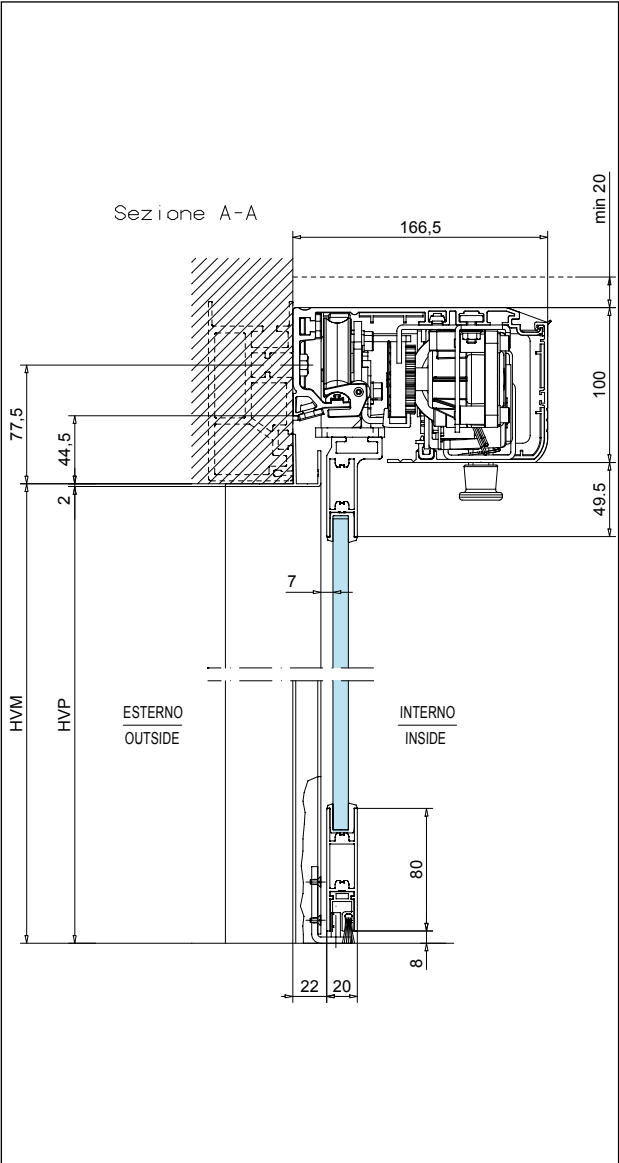 Sezione A-A
166,5
min 20
100
49.5
77,5
44,5
2
7
HVM
HVP
ESTERNO
OUTSIDE
INTERNO
INSIDE
80
8
22
20